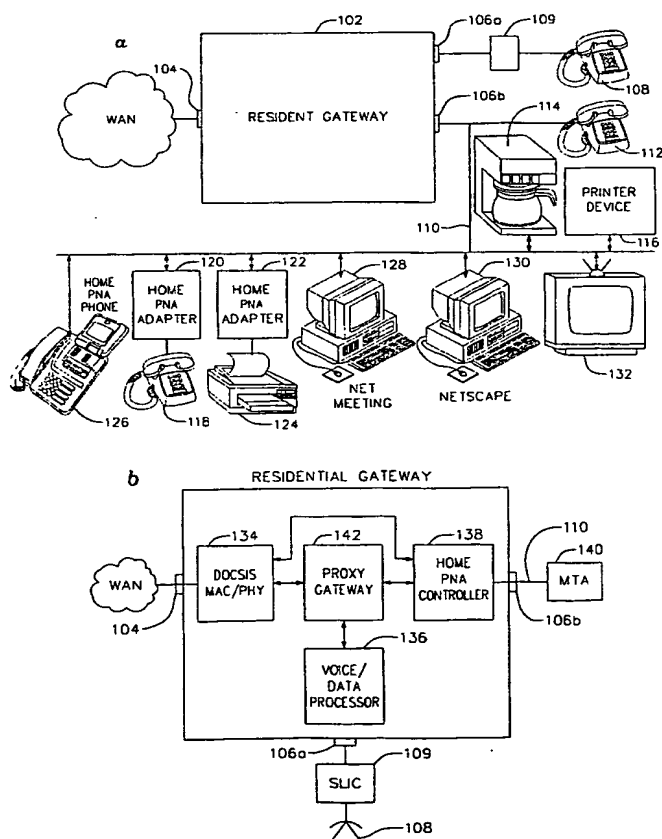 a
102
106a
109
104
WAN
RESIDENT GATEWAY
108
106b
114
112
PRINTER
DEVICE
110
116
120
122
128
130
HOME
PNA
PHONE
HOME
PNA
ADAPTER
HOME
PNA
ADAPTER
126
118
124
NET
MEETING
NETSCAPE
132
b
RESIDENTIAL GATEWAY
134
142
138
110
140
WAN
DOCSIS
MAC/PHY
PROXY
GATEWAY
HOME
PNA
CONTROLLER
MTA
104
106b
136
VOICE/
DATA
PROCESSOR
106a
109
SLIC
108